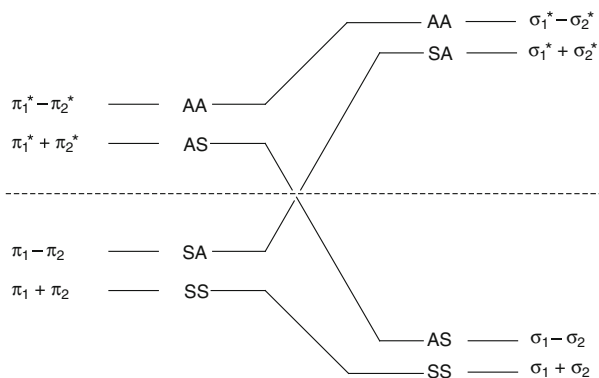 AA σ₁* − σ₂*
SA σ₁* + σ₂*
π₁* − π₂* AA
π₁* + π₂* AS
π₁ − π₂ SA
π₁ + π₂ SS
AS σ₁ − σ₂
SS σ₁ + σ₂